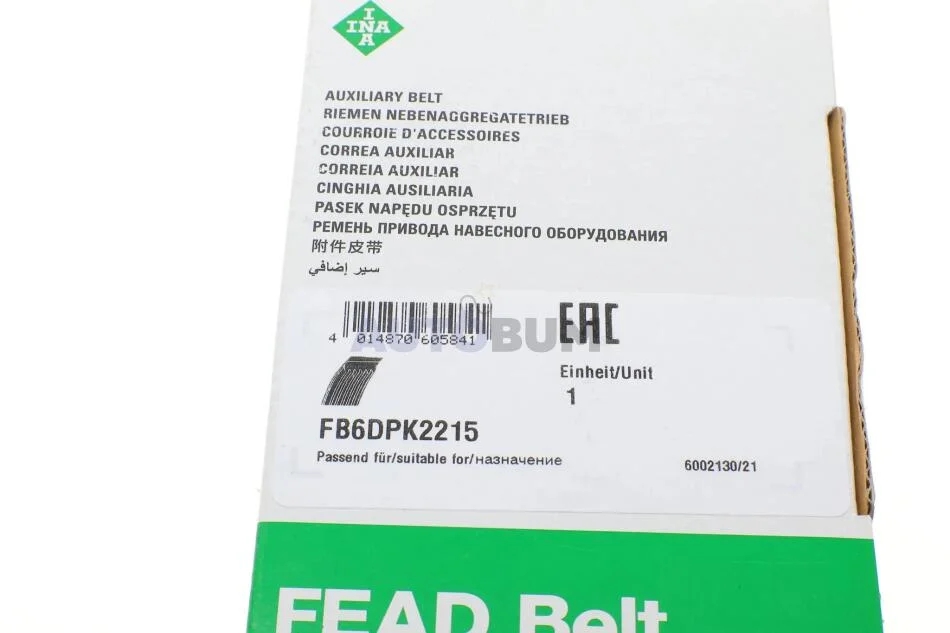 INA
INA
AUXILIARY BELT
RIEMEN NEBENAGGREGATETRIEB
COURROIE D'ACCESSOIRES
CORREA AUXILIAR
CORREIA AUXILIAR
CINGHIA AUSILIARIA
PASEK NAPĘDU OSPRZĘTU
РЕМЕНЬ ПРИВОДА НАВЕСНОГО ОБОРУДОВАНИЯ
附件皮带
سير إضافي
4 014870 605841
EAC
AUTOBUM
Einheit/Unit
1
FB6DPK2215
Passend für/suitable for/назначение
6002130/21
FEAD Belt